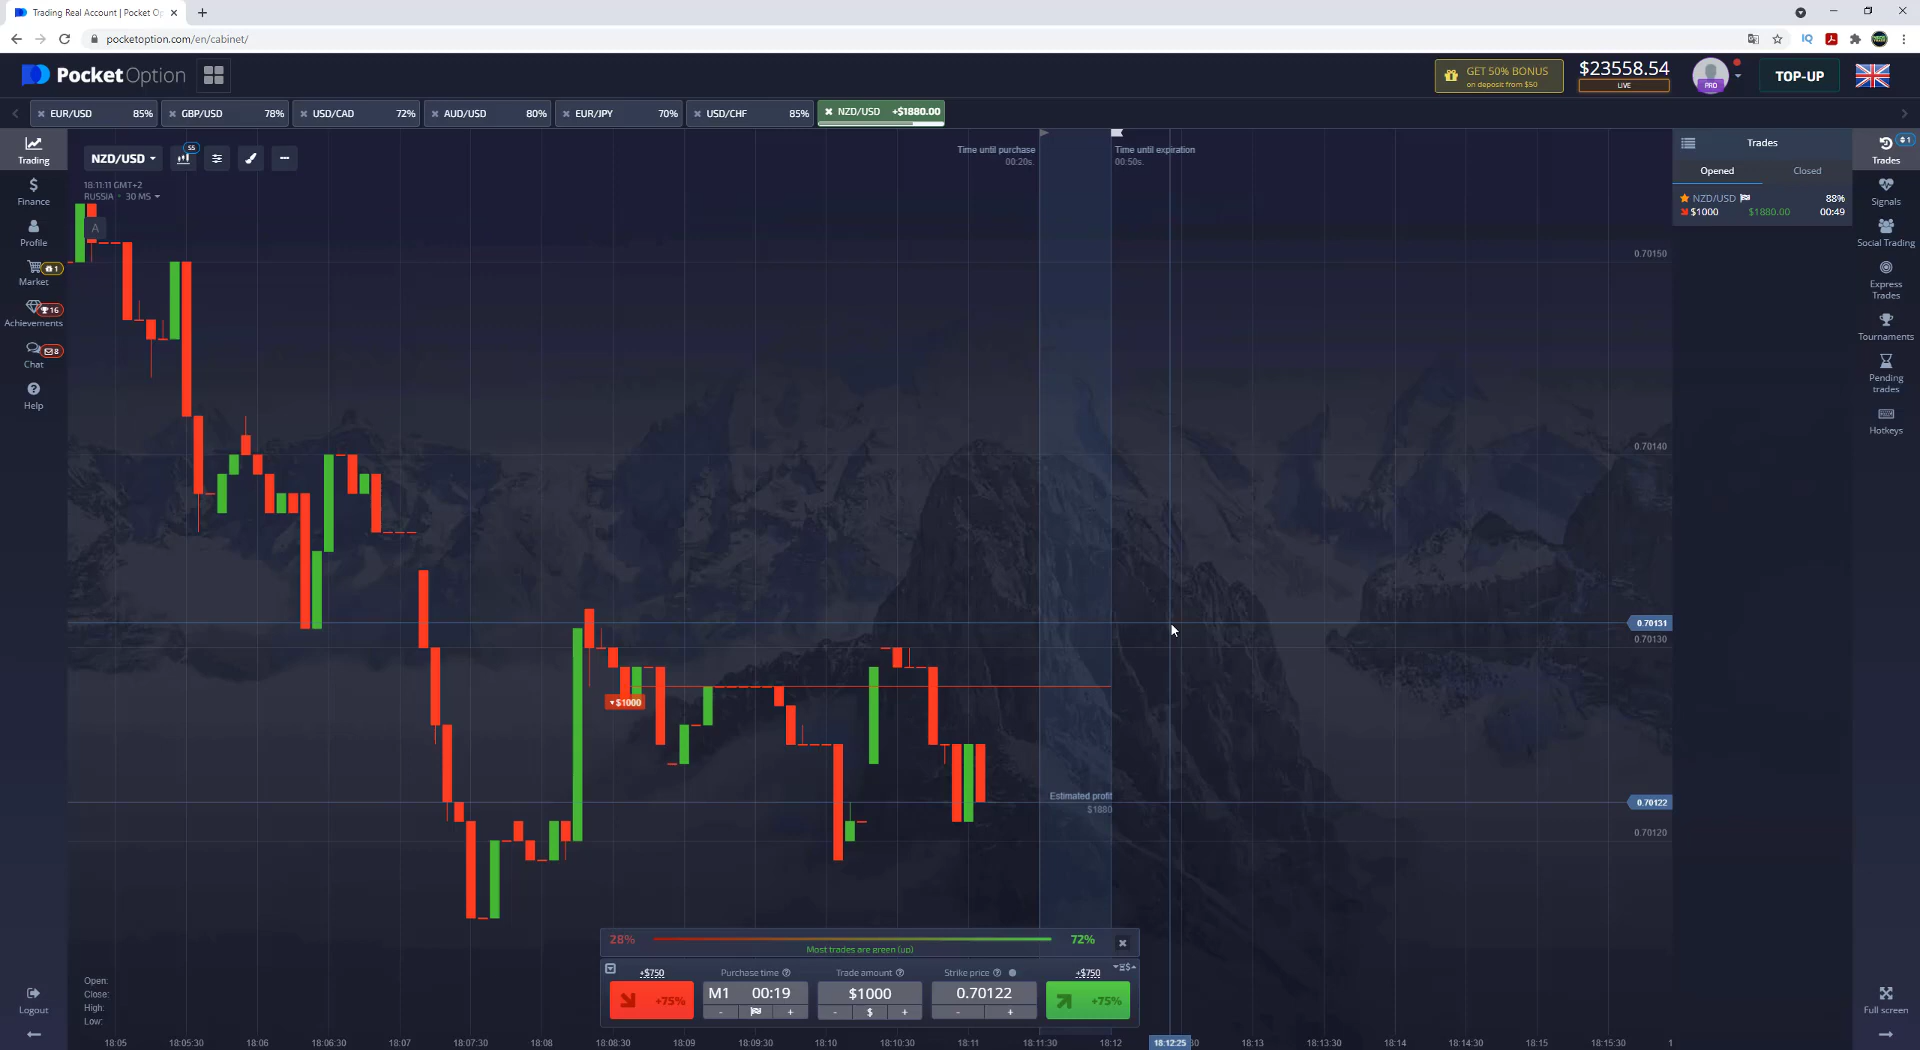 Trading Real Account | Pocket Op
pocketoption.com/en/cabinet/
PocketOption
GET 50% BONUS
on deposit from $50
$23558.54
LIVE
PRO
TOP-UP
EUR/USD 85%
GBP/USD 78%
USD/CAD 72%
AUD/USD 80%
EUR/JPY 70%
USD/CHF 85%
NZD/USD +$1880.00
Trading
Finance
Profile
Market
1
Achievements
16
Chat
8
Help
Logout
NZD/USD
55
18:11:11 GMT+2
RUSSIA • 30 MS
A
Time until purchase
00:20s.
Time until expiration
00:50s.
0.70150
0.70140
0.70131
0.70130
0.70122
0.70120
$1000
Estimated profit
$1880
Open:
Close:
High:
Low:
28%
72%
Most trades are green (up)
+$750
Purchase time
Trade amount
Strike price
+$750
+75%
M1 00:19
$1000
0.70122
+75%
- +
- $ +
- +
18:05 18:05:30 18:06 18:06:30 18:07 18:07:30 18:08 18:08:30 18:09 18:09:30 18:10 18:10:30 18:11 18:11:30 18:12 18:12:25 30 18:13 18:13:30 18:14 18:14:30 18:15 18:15:30 1
Trades
Opened Closed
NZD/USD 88%
$1000 $1880.00 00:49
1
Trades
Signals
Social Trading
Express
Trades
Tournaments
Pending
trades
Hotkeys
Full screen